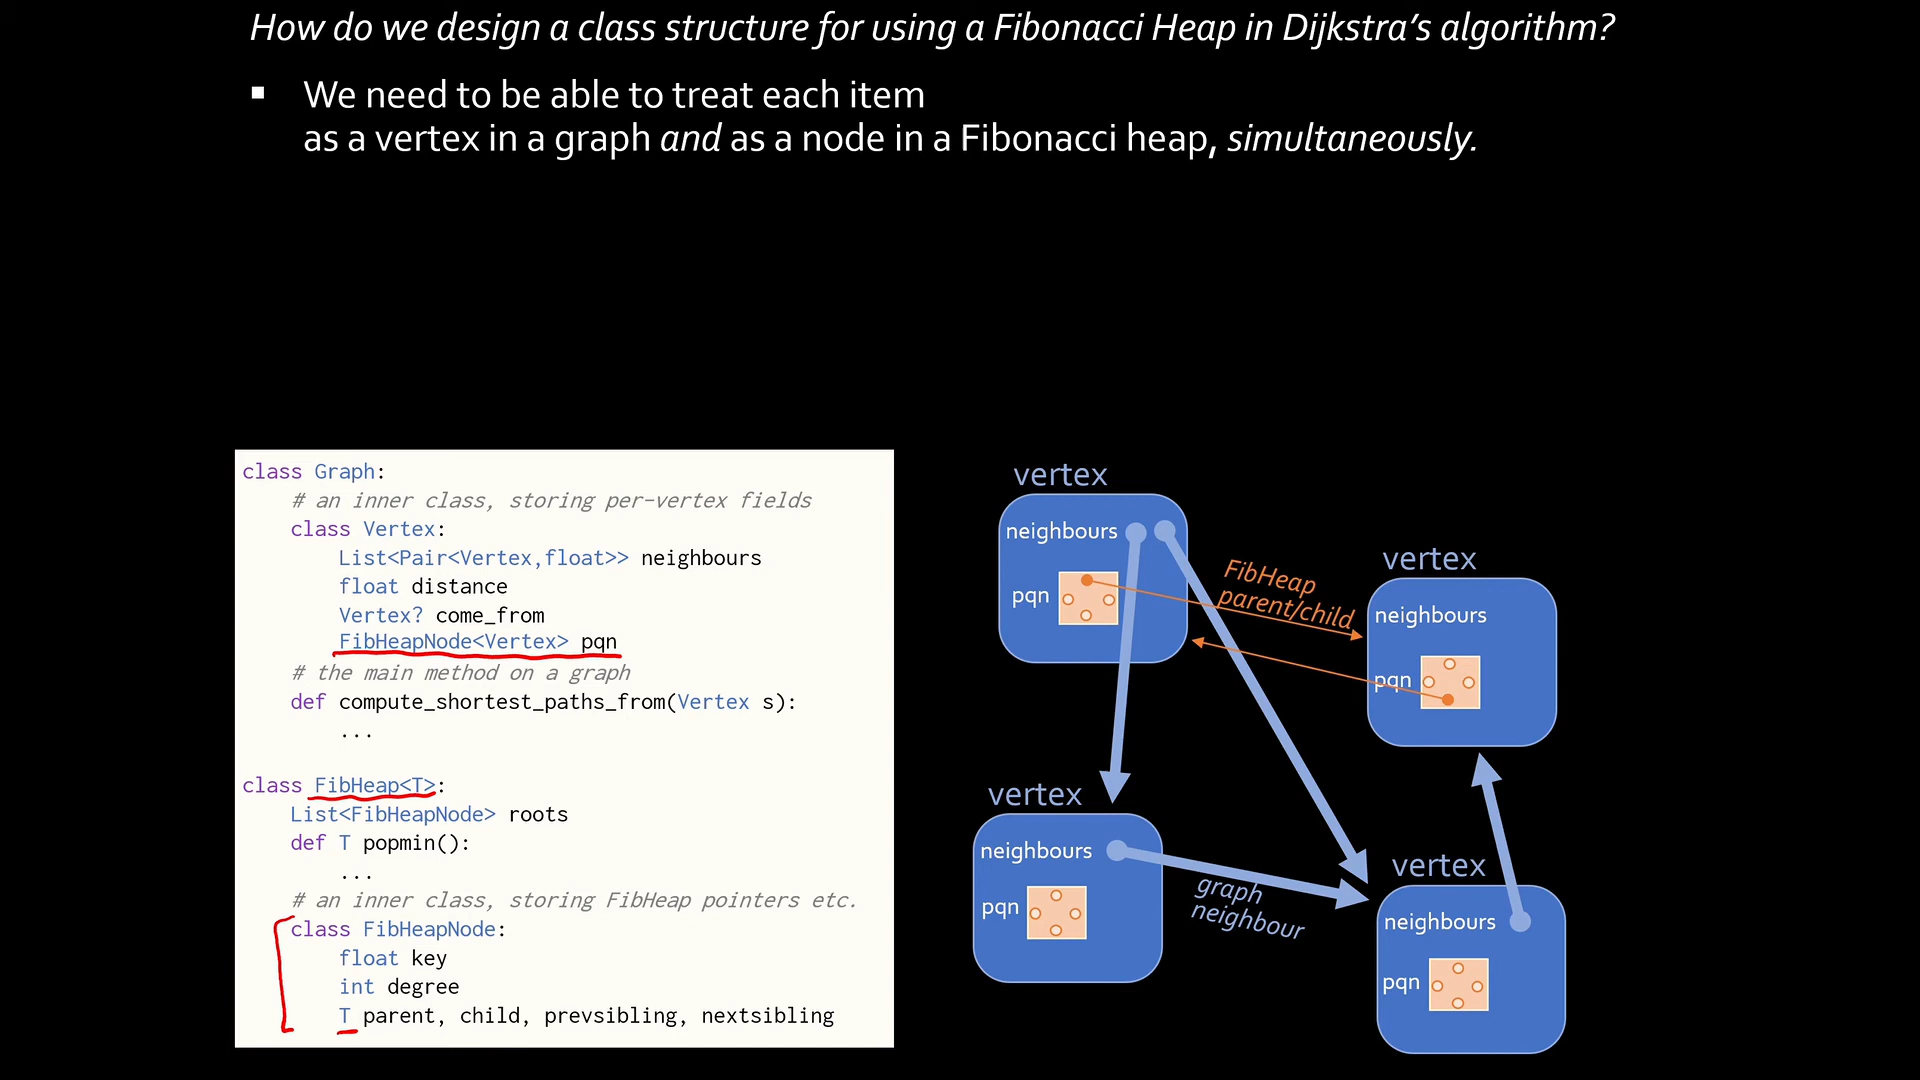 How do we design a class structure for using a Fibonacci Heap in Dijkstra's algorithm?
▪ We need to be able to treat each item
as a vertex in a graph and as a node in a Fibonacci heap, simultaneously.
class Graph:
# an inner class, storing per-vertex fields
class Vertex:
List<Pair<Vertex,float>> neighbours
float distance
Vertex? come_from
FibHeapNode<Vertex> pqn
# the main method on a graph
def compute_shortest_paths_from(Vertex s):
...
class FibHeap<T>:
List<FibHeapNode> roots
def T popmin():
...
# an inner class, storing FibHeap pointers etc.
class FibHeapNode:
float key
int degree
T parent, child, prevsibling, nextsibling
vertex
neighbours
pqn
FibHeap
parent/child
vertex
neighbours
pqn
vertex
neighbours
pqn
graph
neighbour
vertex
neighbours
pqn